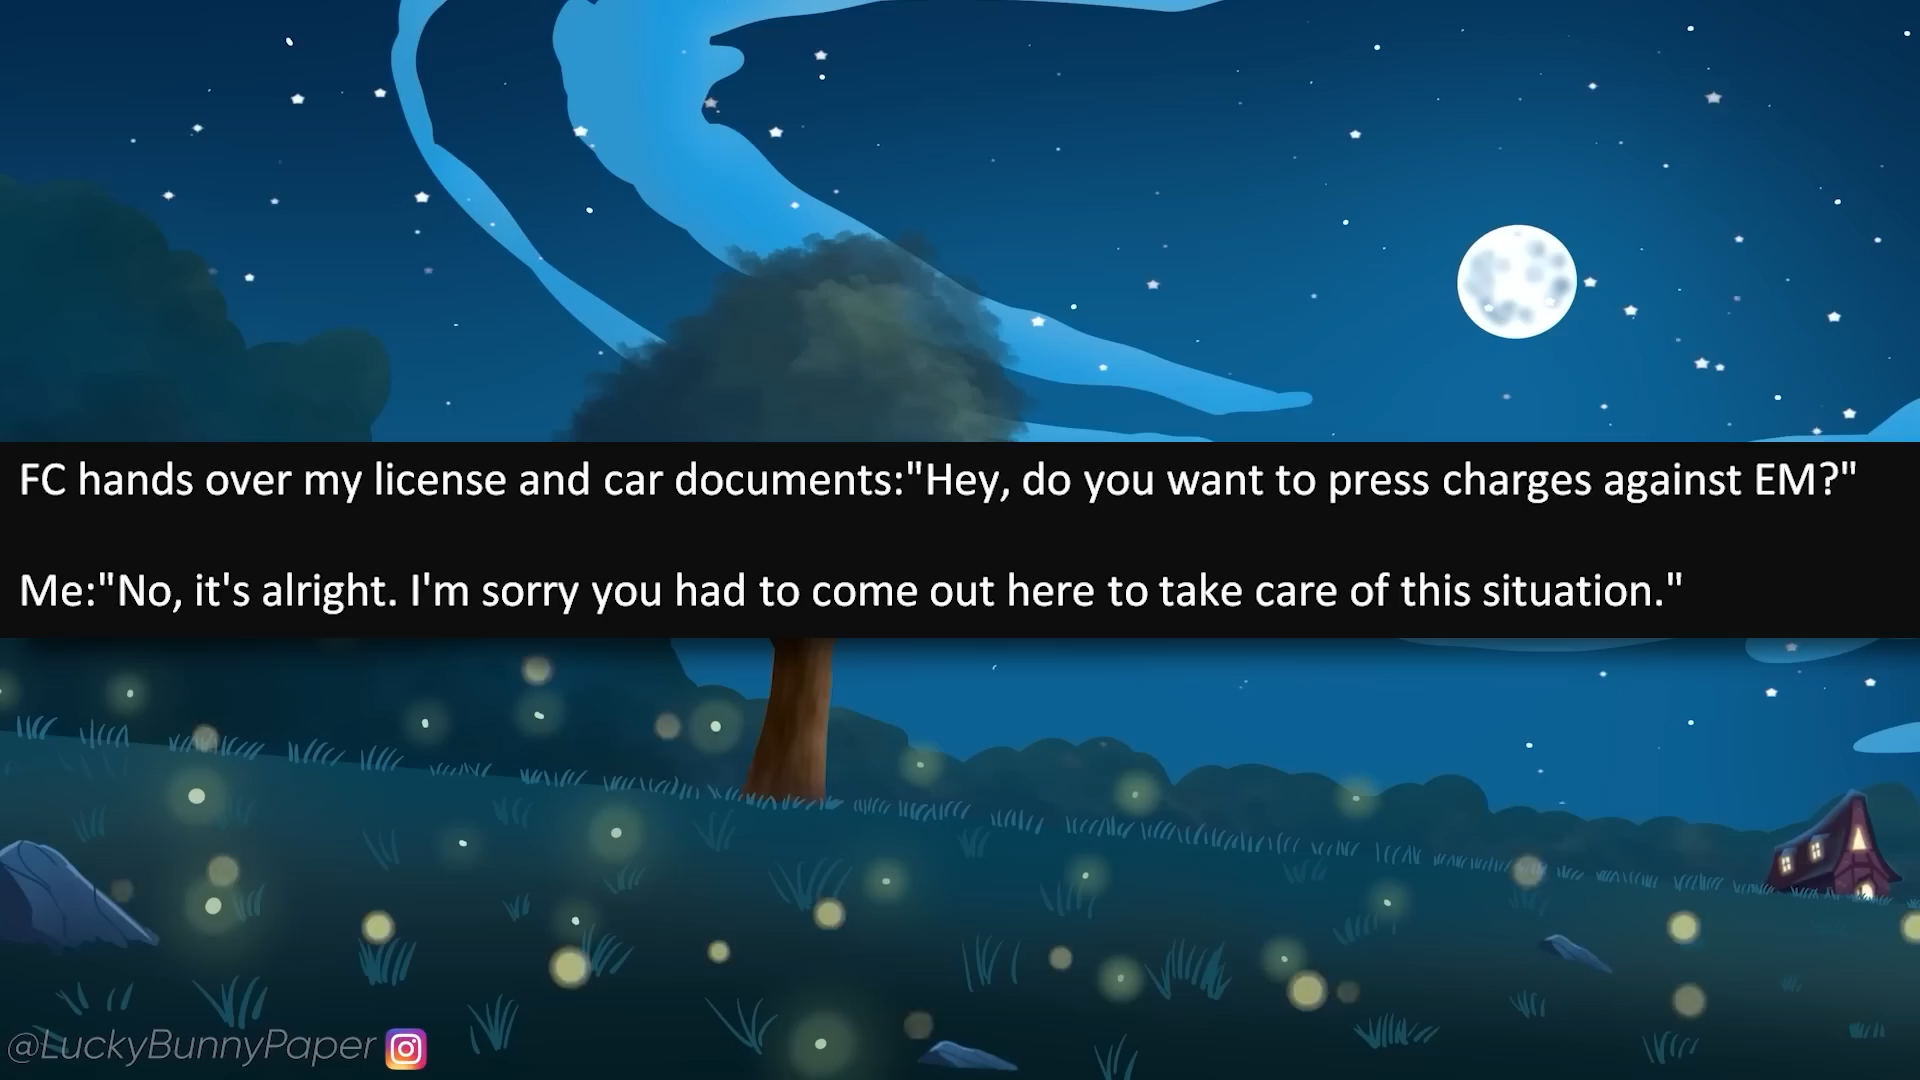 FC hands over my license and car documents:"Hey, do you want to press charges against EM?"
Me:"No, it's alright. I'm sorry you had to come out here to take care of this situation."
@LuckyBunnyPaper